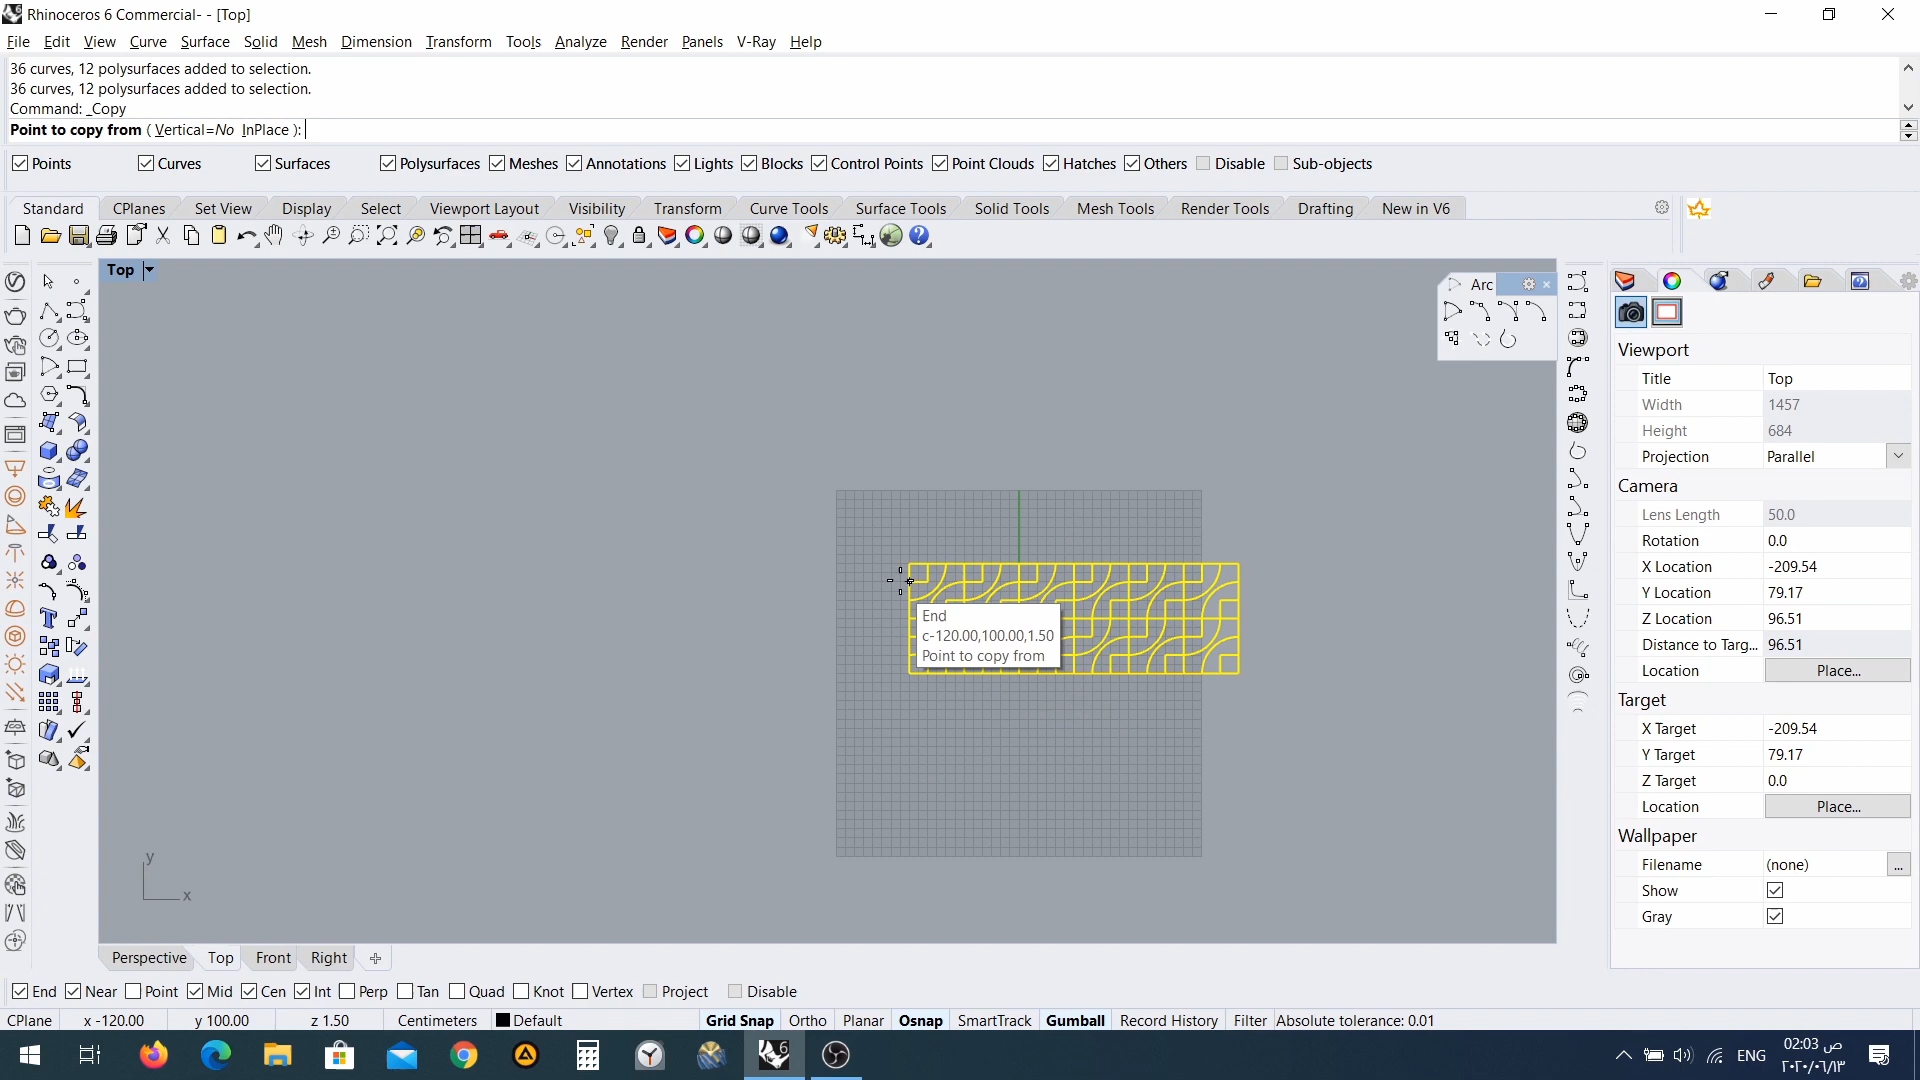 Rhinoceros 6 Commercial- - [Top]
File Edit View Curve Surface Solid Mesh Dimension Transform Tools Analyze Render Panels V-Ray Help
36 curves, 12 polysurfaces added to selection.
36 curves, 12 polysurfaces added to selection.
Command: _Copy
Point to copy from ( Vertical=No InPlace ):
Points Curves Surfaces Polysurfaces Meshes Annotations Lights Blocks Control Points Point Clouds Hatches Others Disable Sub-objects
Standard CPlanes Set View Display Select Viewport Layout Visibility Transform Curve Tools Surface Tools Solid Tools Mesh Tools Render Tools Drafting New in V6
Top
Arc
End
c-120.00,100.00,1.50
Point to copy from
y
x
Viewport
Title Top
Width 1457
Height 684
Projection Parallel
Camera
Lens Length 50.0
Rotation 0.0
X Location -209.54
Y Location 79.17
Z Location 96.51
Distance to Targ... 96.51
Location Place...
Target
X Target -209.54
Y Target 79.17
Z Target 0.0
Location Place...
Wallpaper
Filename (none) ...
Show
Gray
Perspective Top Front Right
End Near Point Mid Cen Int Perp Tan Quad Knot Vertex Project Disable
CPlane x -120.00 y 100.00 z 1.50 Centimeters Default Grid Snap Ortho Planar Osnap SmartTrack Gumball Record History Filter Absolute tolerance: 0.01
6
ENG
02:03 ص
٢٠٢٠/٠٦/١٣